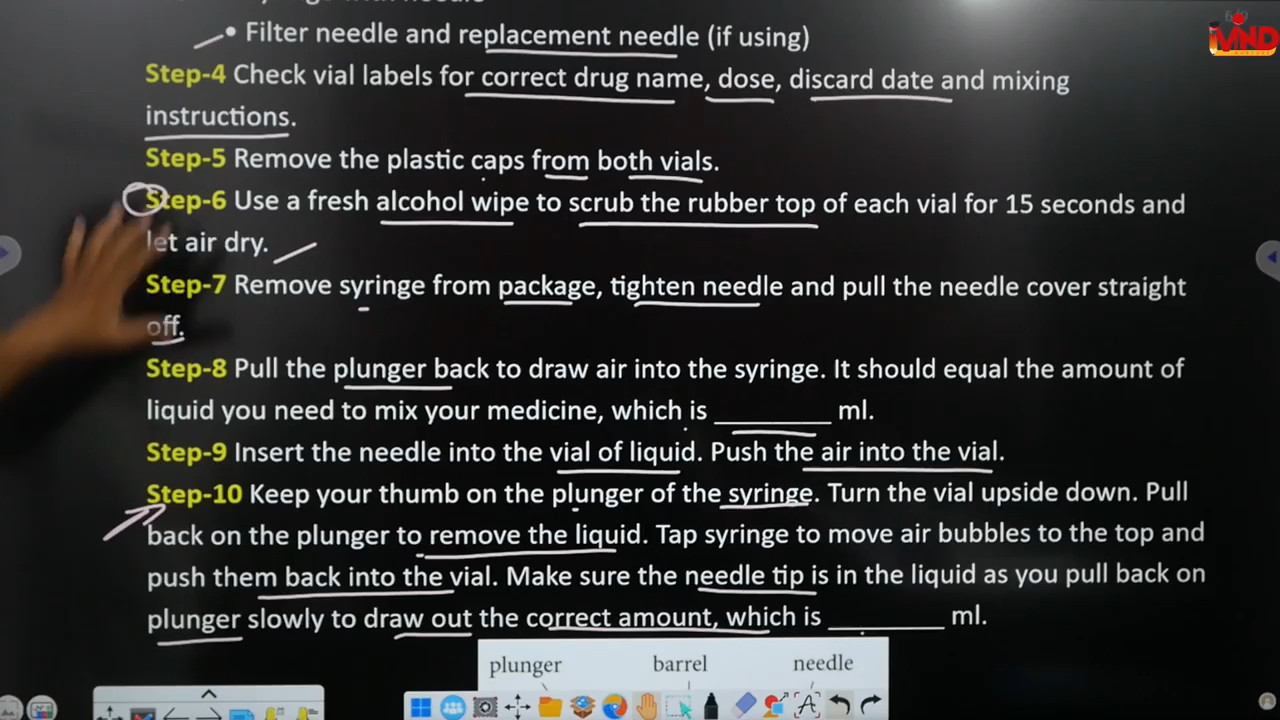 • Filter needle and replacement needle (if using)
Step-4 Check vial labels for correct drug name, dose, discard date and mixing
instructions.
Step-5 Remove the plastic caps from both vials.
Step-6 Use a fresh alcohol wipe to scrub the rubber top of each vial for 15 seconds and
let air dry.
Step-7 Remove syringe from package, tighten needle and pull the needle cover straight
off.
Step-8 Pull the plunger back to draw air into the syringe. It should equal the amount of
liquid you need to mix your medicine, which is ________ ml.
Step-9 Insert the needle into the vial of liquid. Push the air into the vial.
Step-10 Keep your thumb on the plunger of the syringe. Turn the vial upside down. Pull
back on the plunger to remove the liquid. Tap syringe to move air bubbles to the top and
push them back into the vial. Make sure the needle tip is in the liquid as you pull back on
plunger slowly to draw out the correct amount, which is ________ ml.
plunger barrel needle